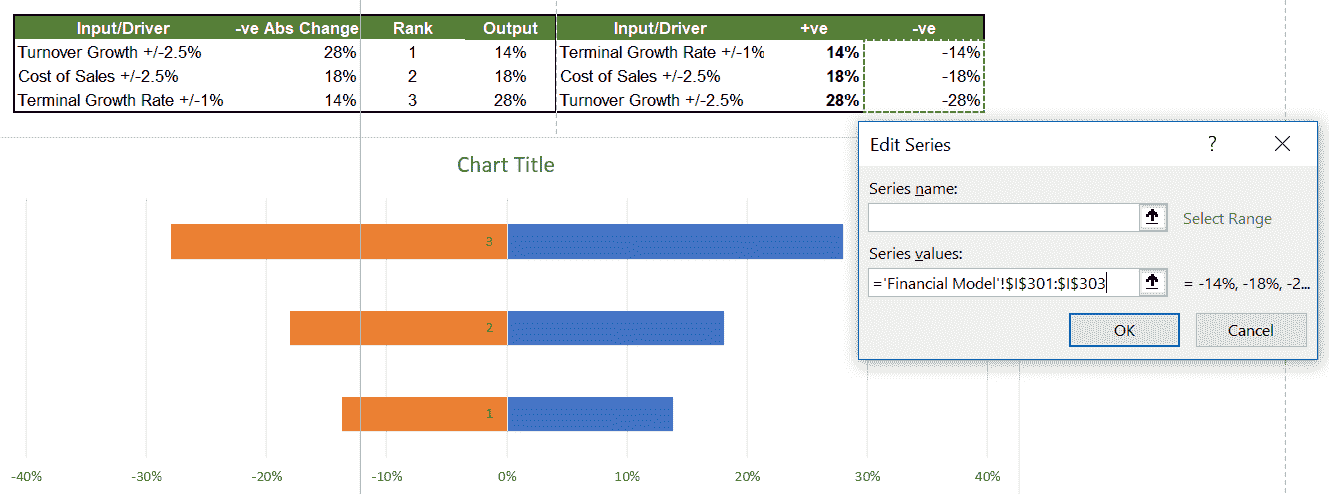 Input/Driver -ve Abs Change Rank Output Input/Driver +ve -ve
Turnover Growth +/-2.5% 28% 1 14% Terminal Growth Rate +/-1% 14% -14%
Cost of Sales +/-2.5% 18% 2 18% Cost of Sales +/-2.5% 18% -18%
Terminal Growth Rate +/-1% 14% 3 28% Turnover Growth +/-2.5% 28% -28%
Edit Series ?
Chart Title
Series name:
Select Range
Series values:
='Financial Model'!$I$301:$I$303 = -14%, -18%, -2...
OK Cancel
3
2
1
-40% -30% -20% -10% 0% 10% 20% 30% 40%